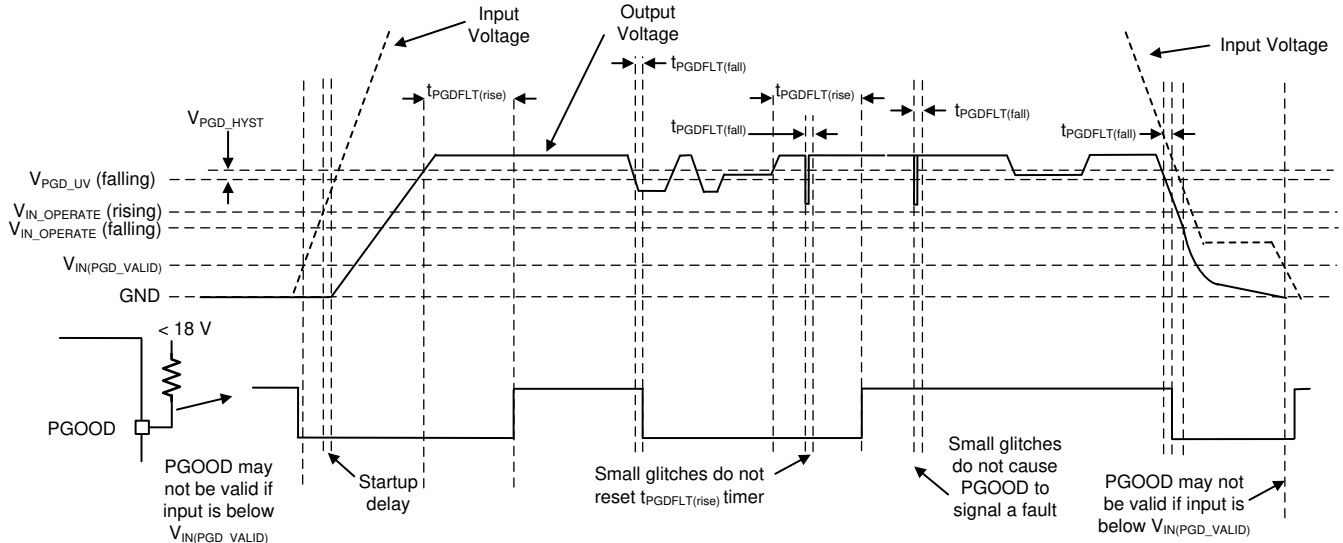 Input
Voltage
Output
Voltage
Input Voltage
tPGDFLT(fall)
tPGDFLT(rise)
tPGDFLT(rise)
tPGDFLT(fall)
tPGDFLT(fall)
tPGDFLT(fall)
VPGD_HYST
VPGD_UV (falling)
VIN_OPERATE (rising)
VIN_OPERATE (falling)
VIN(PGD_VALID)
GND
< 18 V
PGOOD
PGOOD may
not be valid if
input is below
VIN(PGD_VALID)
Startup
delay
Small glitches do not
reset tPGDFLT(rise) timer
Small glitches
do not cause
PGOOD to
signal a fault
PGOOD may not
be valid if input is
below VIN(PGD_VALID)